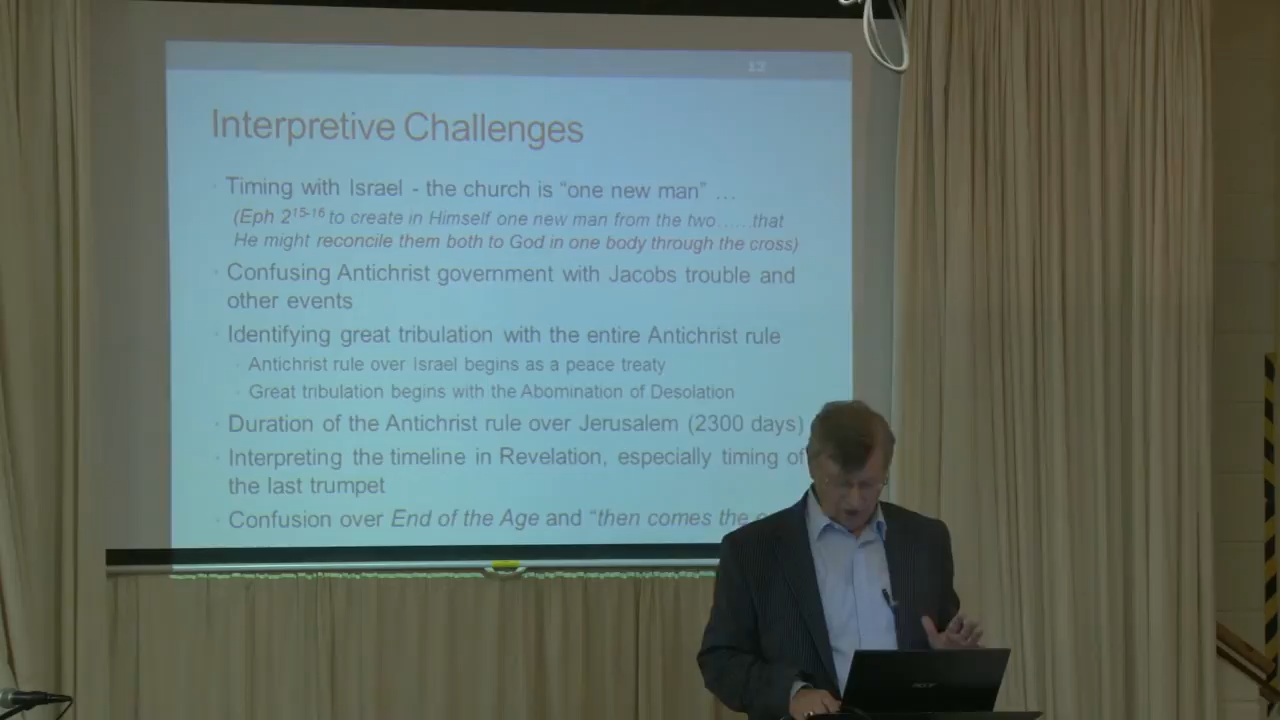 12
Interpretive Challenges
Timing with Israel - the church is “one new man” …
(Eph 2¹⁵⁻¹⁶ to create in Himself one new man from the two……that
He might reconcile them both to God in one body through the cross)
Confusing Antichrist government with Jacobs trouble and
other events
Identifying great tribulation with the entire Antichrist rule
Antichrist rule over Israel begins as a peace treaty
Great tribulation begins with the Abomination of Desolation
Duration of the Antichrist rule over Jerusalem (2300 days)
Interpreting the timeline in Revelation, especially timing of
the last trumpet
Confusion over End of the Age and “then comes the
acer